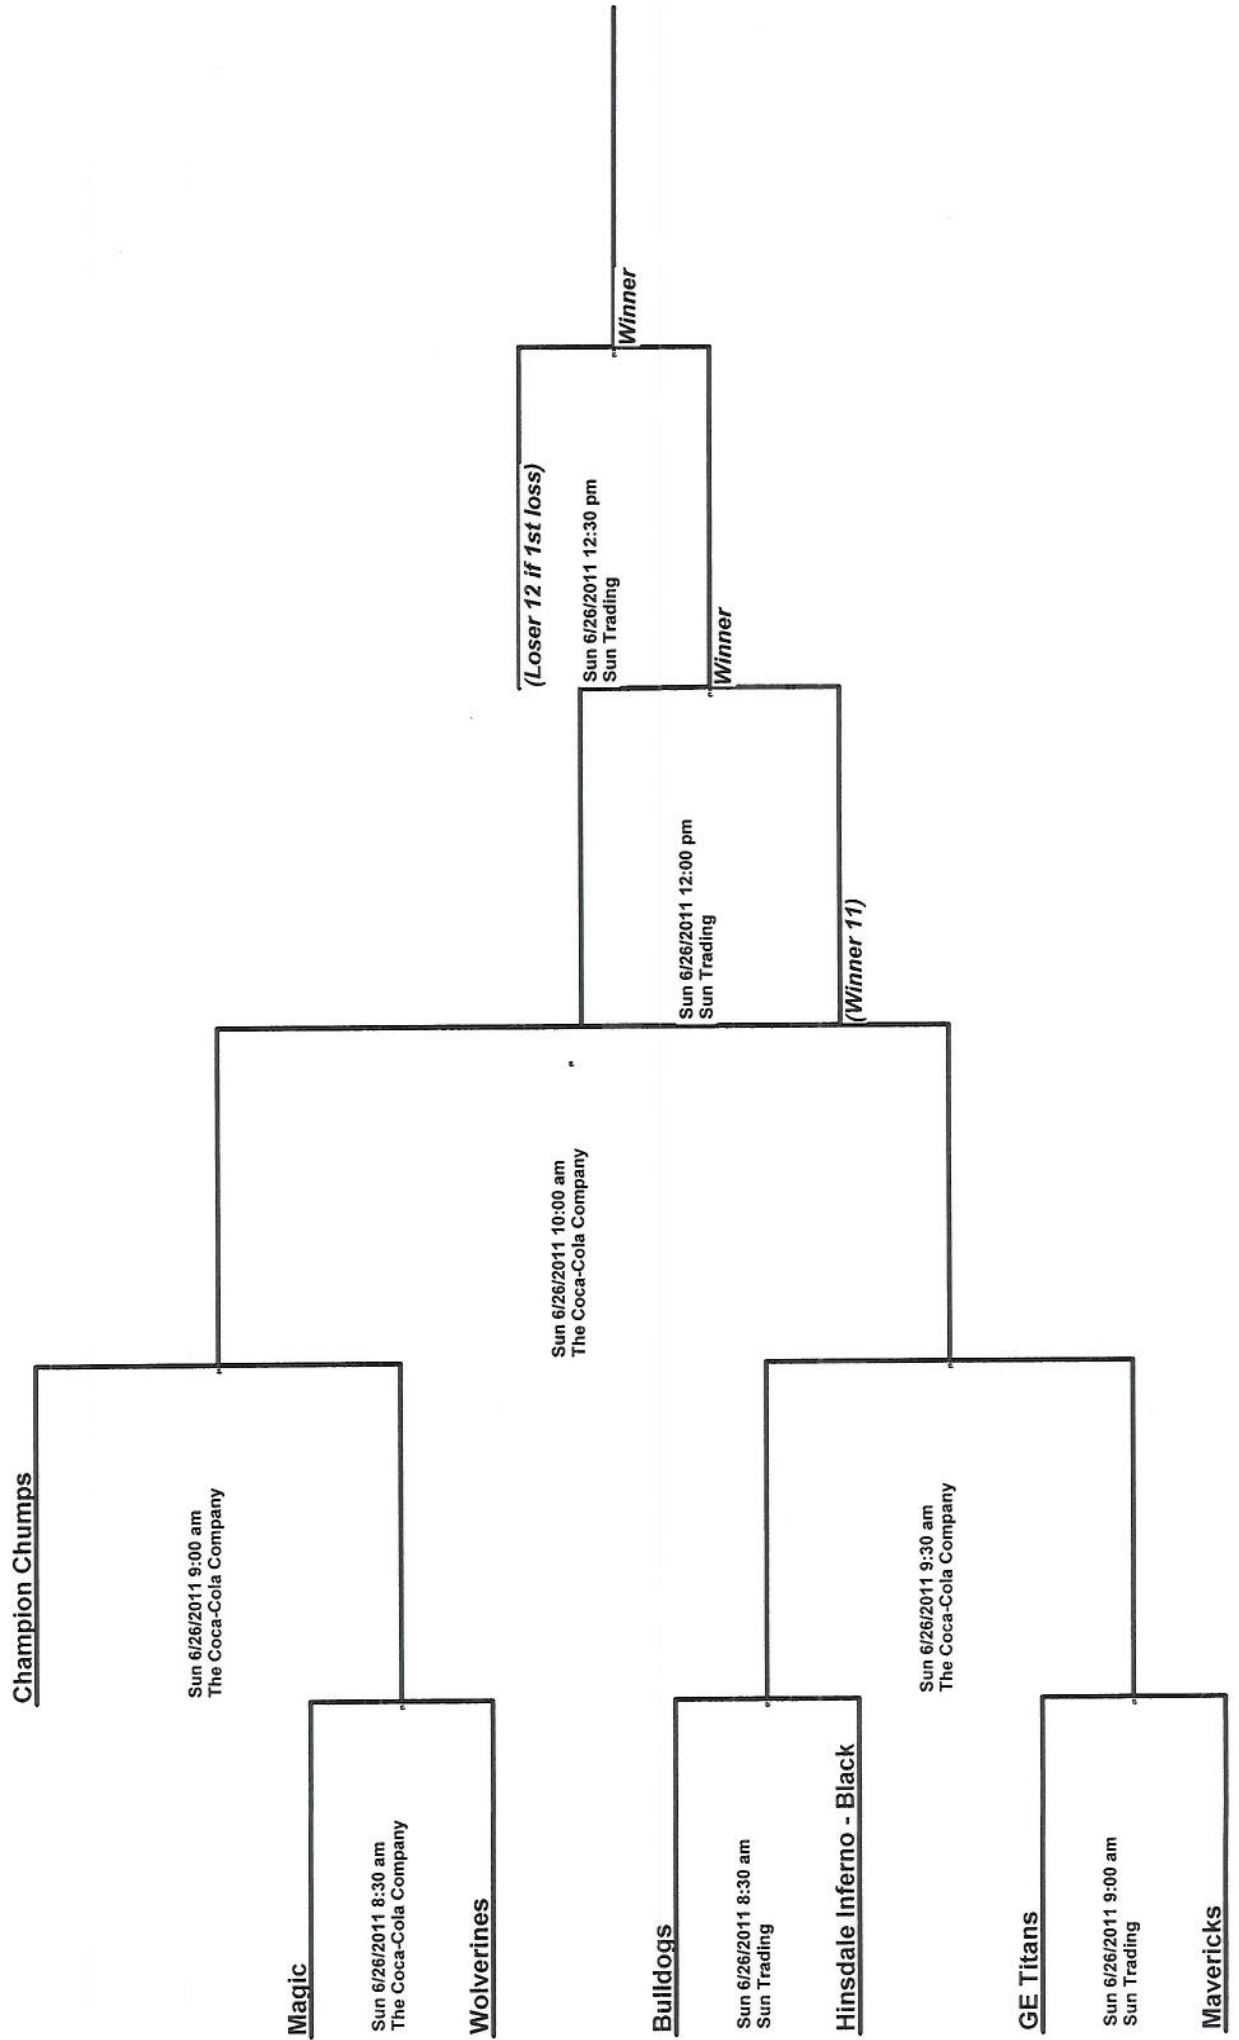 Champion Chumps
Sun 6/26/2011 9:00 am
The Coca-Cola Company
Magic
Sun 6/26/2011 8:30 am
The Coca-Cola Company
Wolverines
Sun 6/26/2011 10:00 am
The Coca-Cola Company
Bulldogs
Sun 6/26/2011 8:30 am
Sun Trading
Hinsdale Inferno - Black
Sun 6/26/2011 9:30 am
The Coca-Cola Company
GE Titans
Sun 6/26/2011 9:00 am
Sun Trading
Mavericks
Sun 6/26/2011 12:00 pm
Sun Trading
(Winner 11)
(Loser 12 if 1st loss)
Sun 6/26/2011 12:30 pm
Sun Trading
Winner
Winner